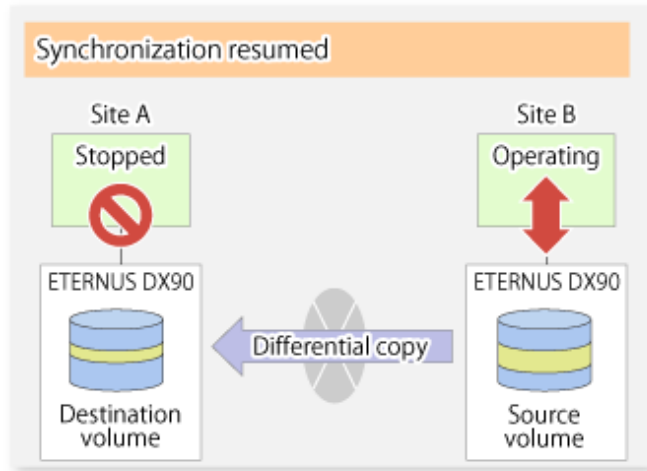 Synchronization resumed
Site A
Site B
Stopped
Operating
ETERNUS DX90
ETERNUS DX90
Differential copy
Destination
volume
Source
volume